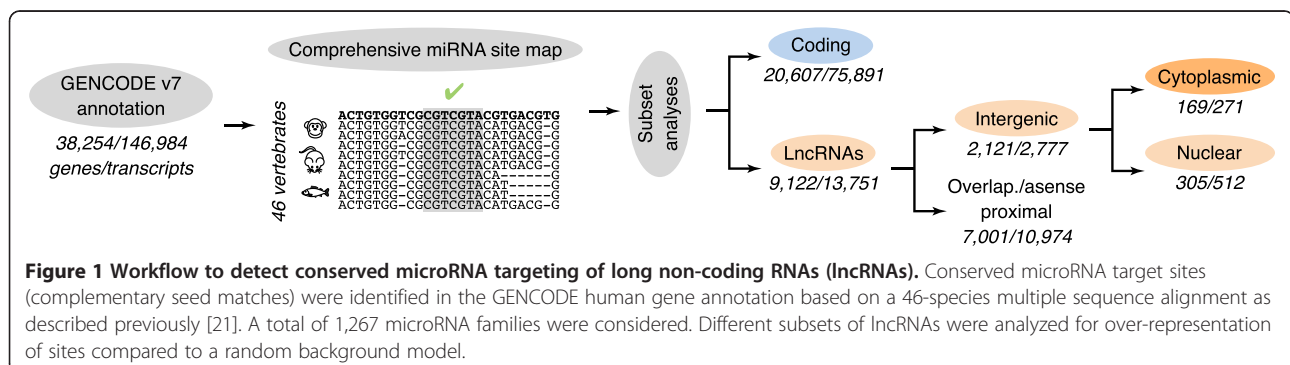 GENCODE v7
annotation
38,254/146,984
genes/transcripts
Comprehensive miRNA site map
✔
46 vertebrates
ACTGTGGTCGCGTCGTACGTGACGTG
ACTGTGGTCGCGTCGTACATGACG-G
ACTGTGGACGCGTCGTACATGACG-G
ACTGTGG-CGCGTCGTACATGACG-G
ACTGTGGTCGCGTCGTACATGACG-G
ACTGTGGTCGCGTCGTACATGACG-G
ACTGTGG-CGCGTCGTACA------G
ACTGTGG-CGCGTCGTACAT-----G
ACTGTGG-CGCGTCGTACAT-----G
ACTGTGG-CGCGTCGTACATGACG-G
Subset
analyses
Coding
20,607/75,891
LncRNAs
9,122/13,751
Intergenic
2,121/2,777
Overlap./asense
proximal
7,001/10,974
Cytoplasmic
169/271
Nuclear
305/512
Figure 1 Workflow to detect conserved microRNA targeting of long non-coding RNAs (lncRNAs). Conserved microRNA target sites
(complementary seed matches) were identified in the GENCODE human gene annotation based on a 46-species multiple sequence alignment as
described previously [21]. A total of 1,267 microRNA families were considered. Different subsets of lncRNAs were analyzed for over-representation
of sites compared to a random background model.